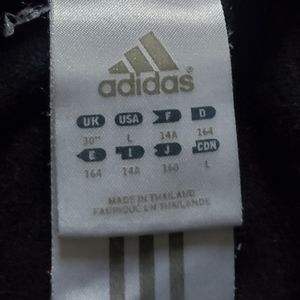 adidas
UK USA F D
30" L 14A 164
E I J CDN
164 14A 160 L
MADE IN THAILAND
FABRIQUE EN THAILANDE